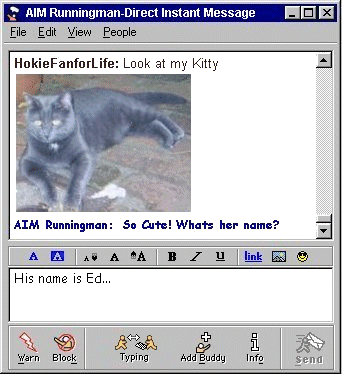 AIM Runningman-Direct Instant Message
File Edit View People
HokieFanforLife: Look at my Kitty
AIM Runningman: So Cute! Whats her name?
A A A A A B I U link
His name is Ed...
Warn Block Typing Add Buddy Info Send